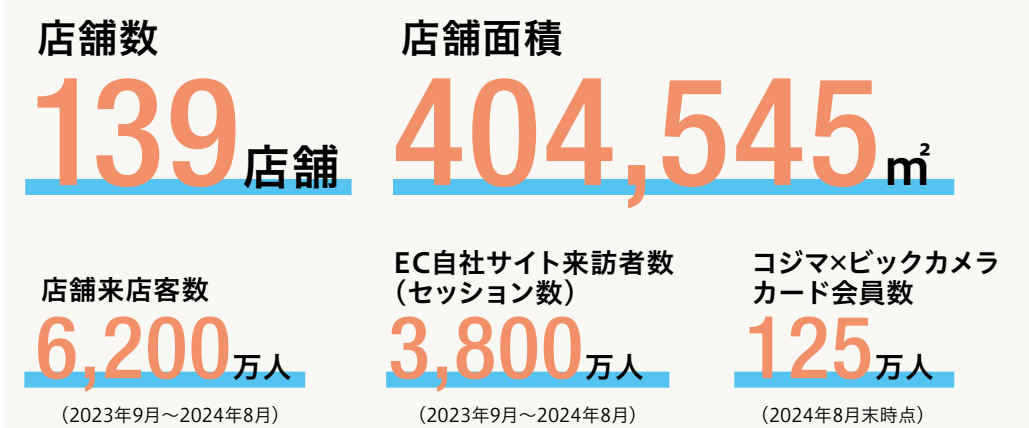 店舗数
139店舗
店舗面積
404,545㎡
店舗来店客数
6,200万人
（2023年9月～2024年8月）
EC自社サイト来訪者数
（セッション数）
3,800万人
（2023年9月～2024年8月）
コジマ×ビックカメラ
カード会員数
125万人
（2024年8月末時点）